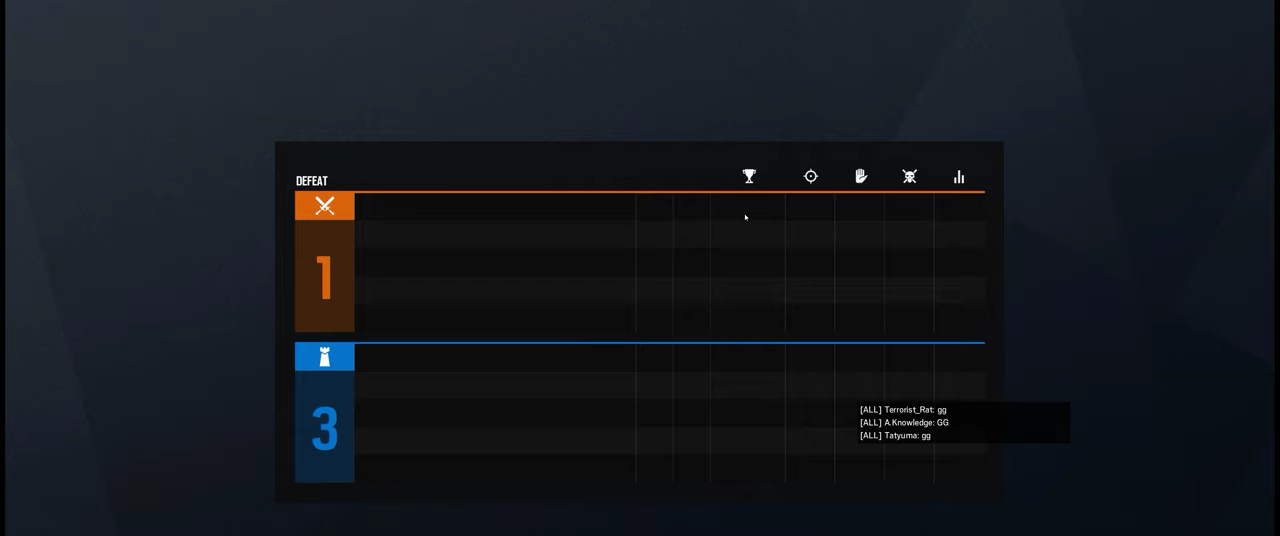 DEFEAT
1
3
[ALL] Terrorist_Rat: gg
[ALL] A.Knowledge: GG
[ALL] Tatyuma: gg